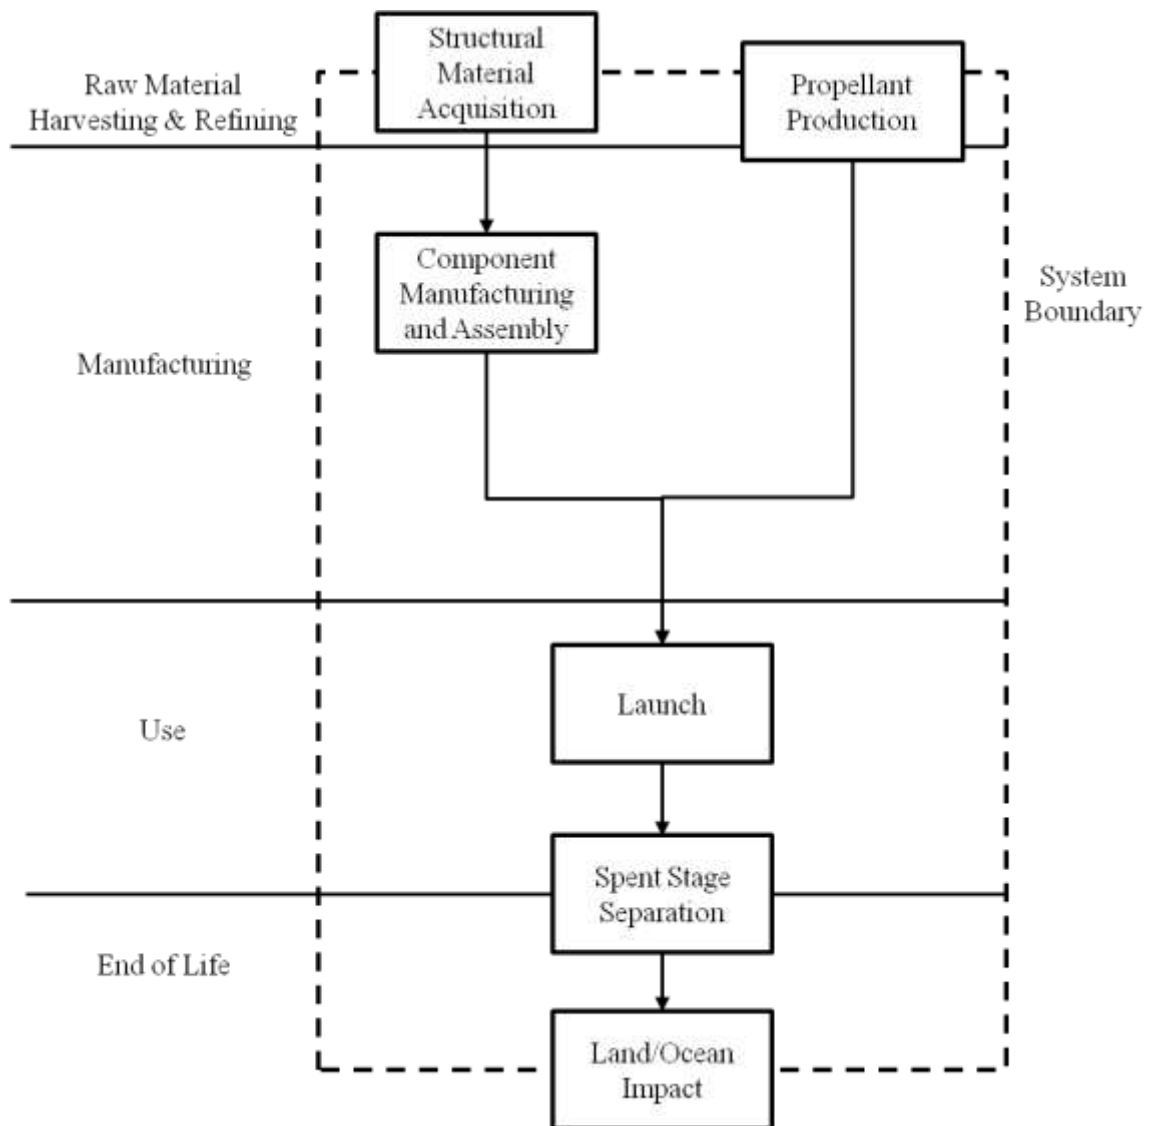 Structural
Material
Acquisition
Propellant
Production
Raw Material
Harvesting & Refining
Component
Manufacturing
and Assembly
System
Boundary
Manufacturing
Launch
Use
Spent Stage
Separation
End of Life
Land/Ocean
Impact